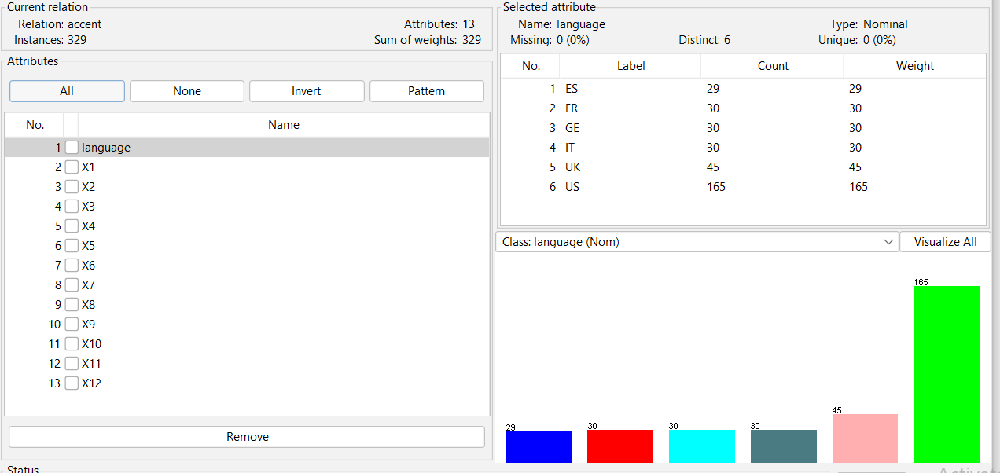 Current relation
Relation: accent
Attributes: 13
Instances: 329
Sum of weights: 329
Attributes
All
None
Invert
Pattern
No.
Name
1 language
2 X1
3 X2
4 X3
5 X4
6 X5
7 X6
8 X7
9 X8
10 X9
11 X10
12 X11
13 X12
Remove
Status
Selected attribute
Name: language
Type: Nominal
Missing: 0 (0%)
Distinct: 6
Unique: 0 (0%)
No. Label Count Weight
1 ES 29 29
2 FR 30 30
3 GE 30 30
4 IT 30 30
5 UK 45 45
6 US 165 165
Class: language (Nom)
Visualize All
29
30
30
30
45
165